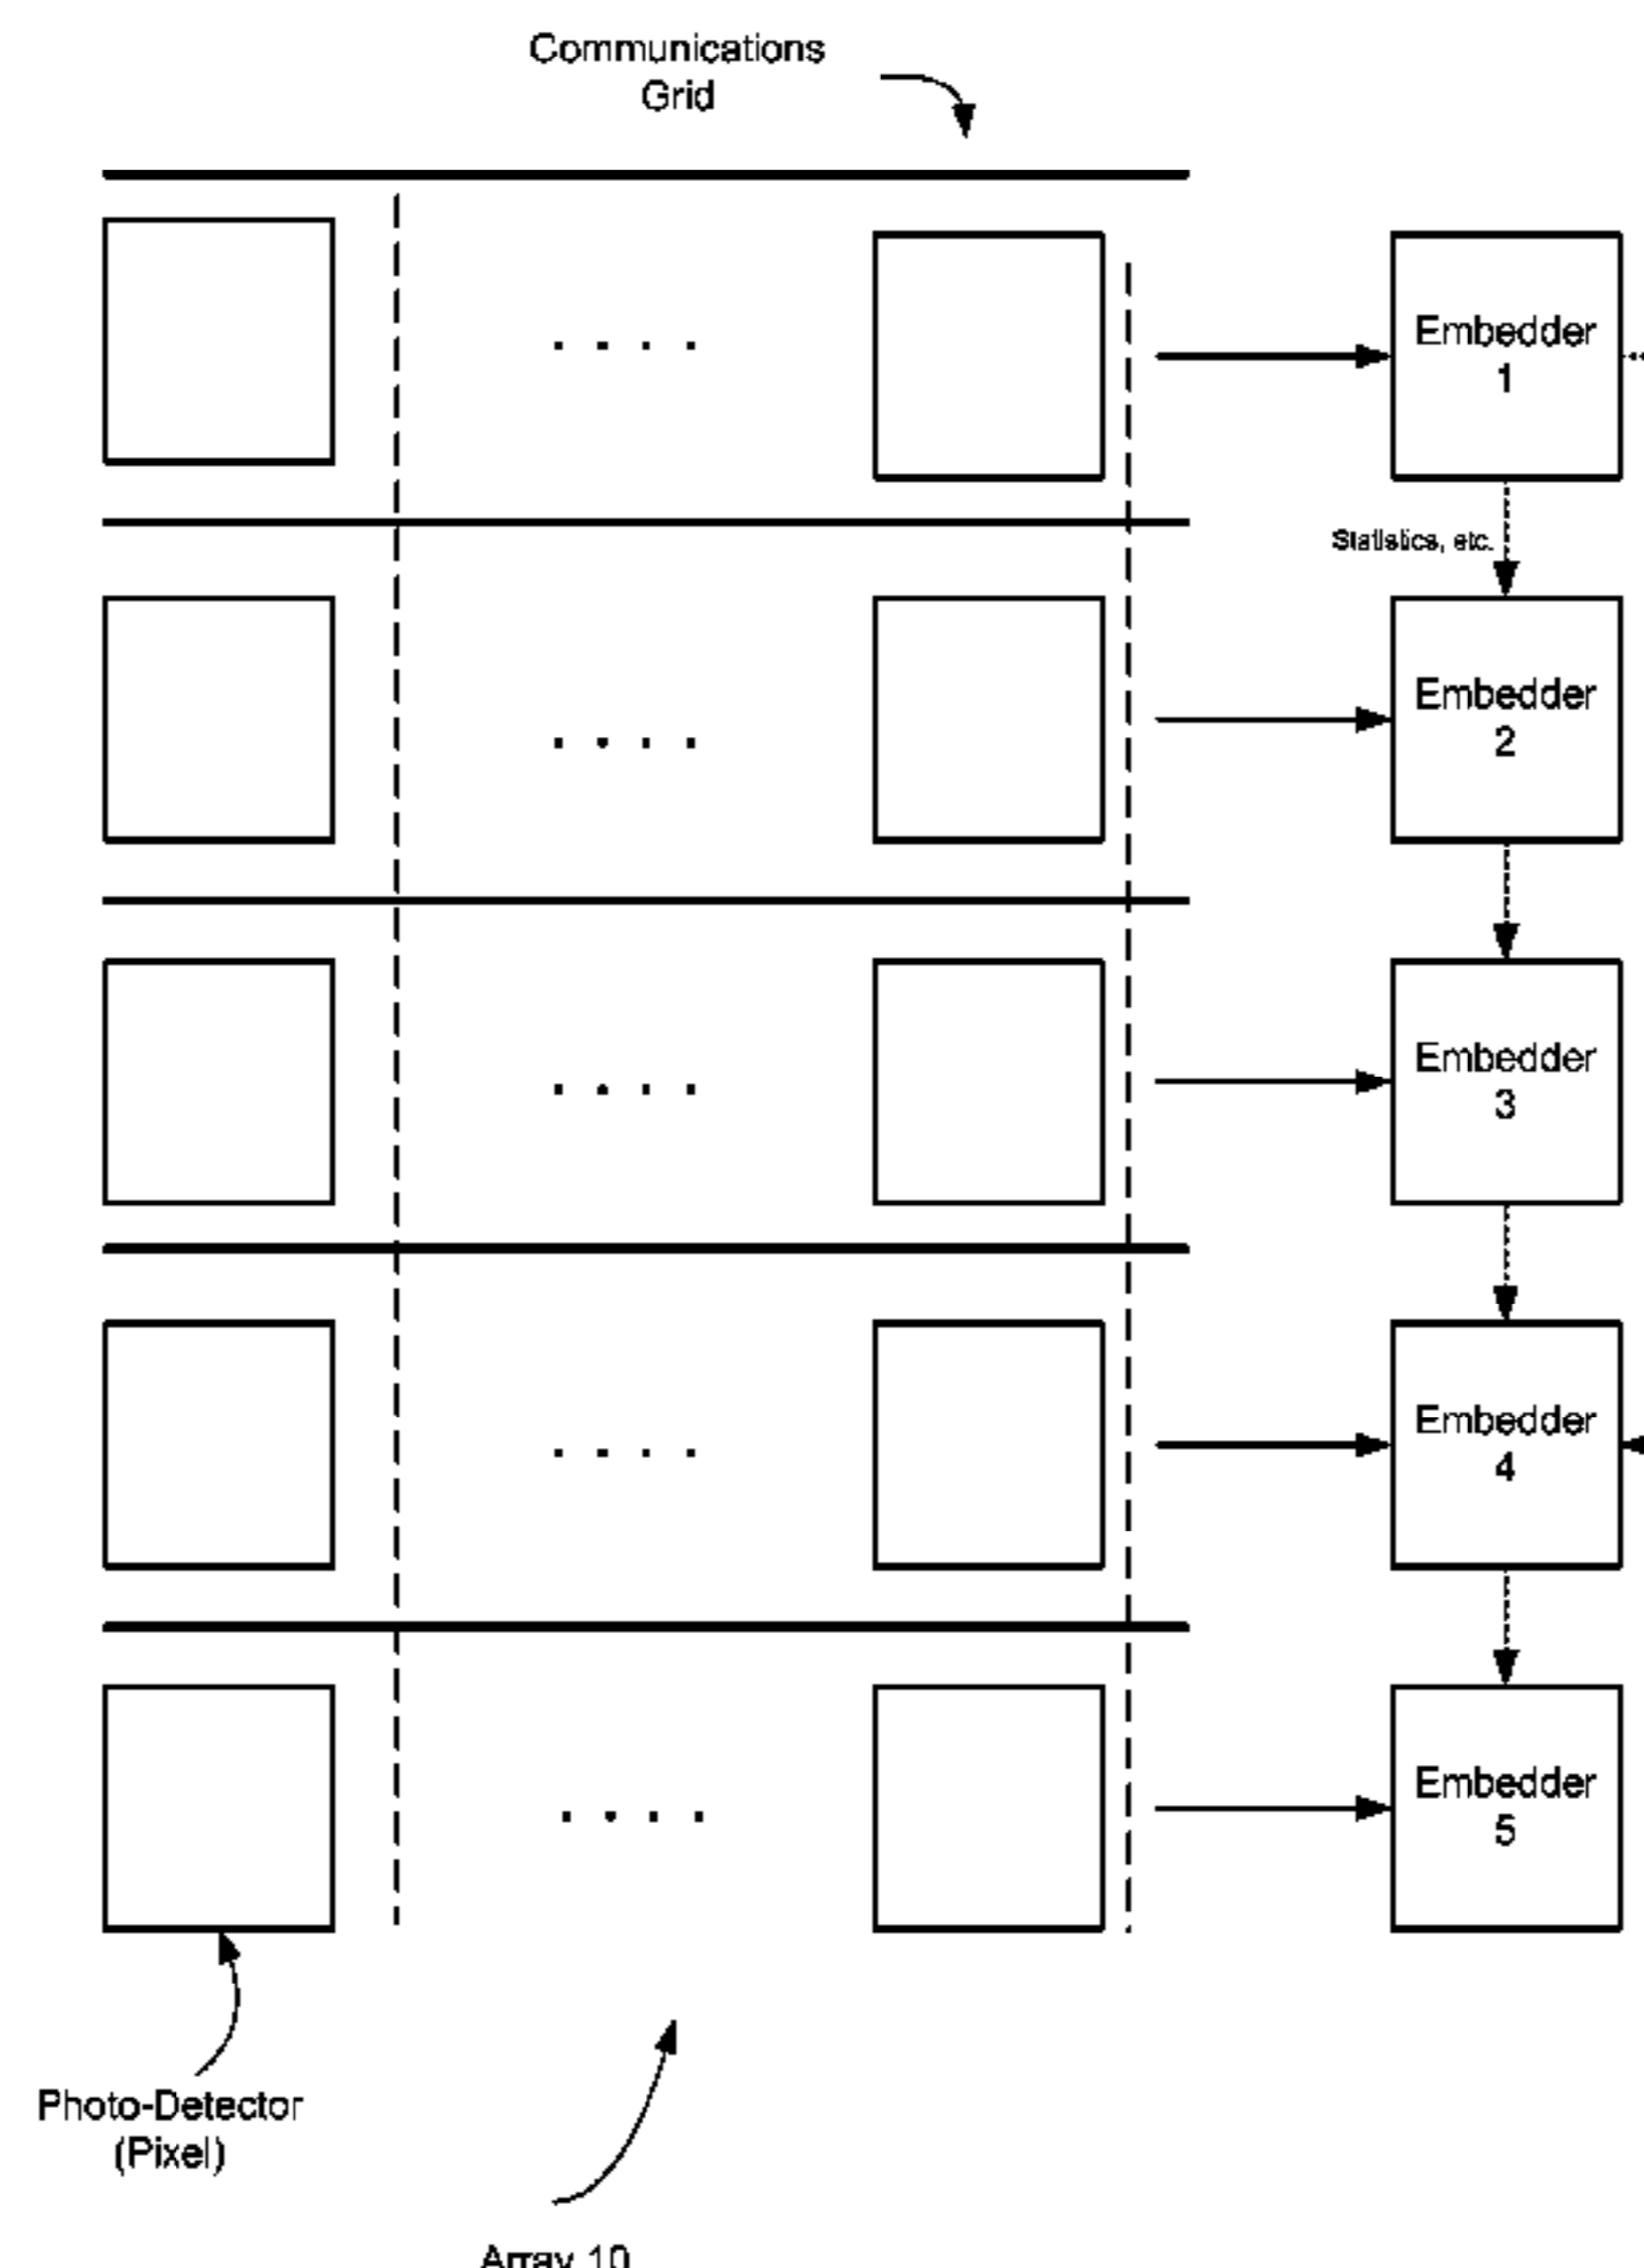 Communications
Grid
Embedder
1
Statistics, etc.
Embedder
2
Embedder
3
Embedder
4
Embedder
5
Photo-Detector
(Pixel)
Array 10